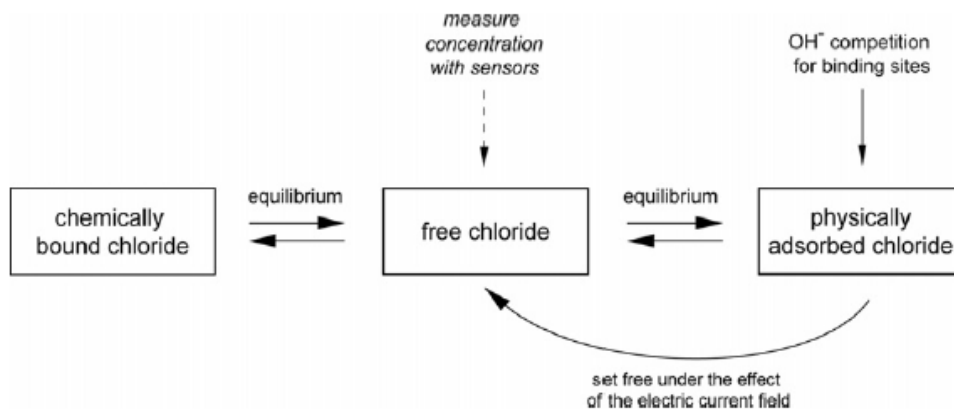 measure
concentration
with sensors
OH⁻ competition
for binding sites
chemically
bound chloride
equilibrium
free chloride
equilibrium
physically
adsorbed chloride
set free under the effect
of the electric current field